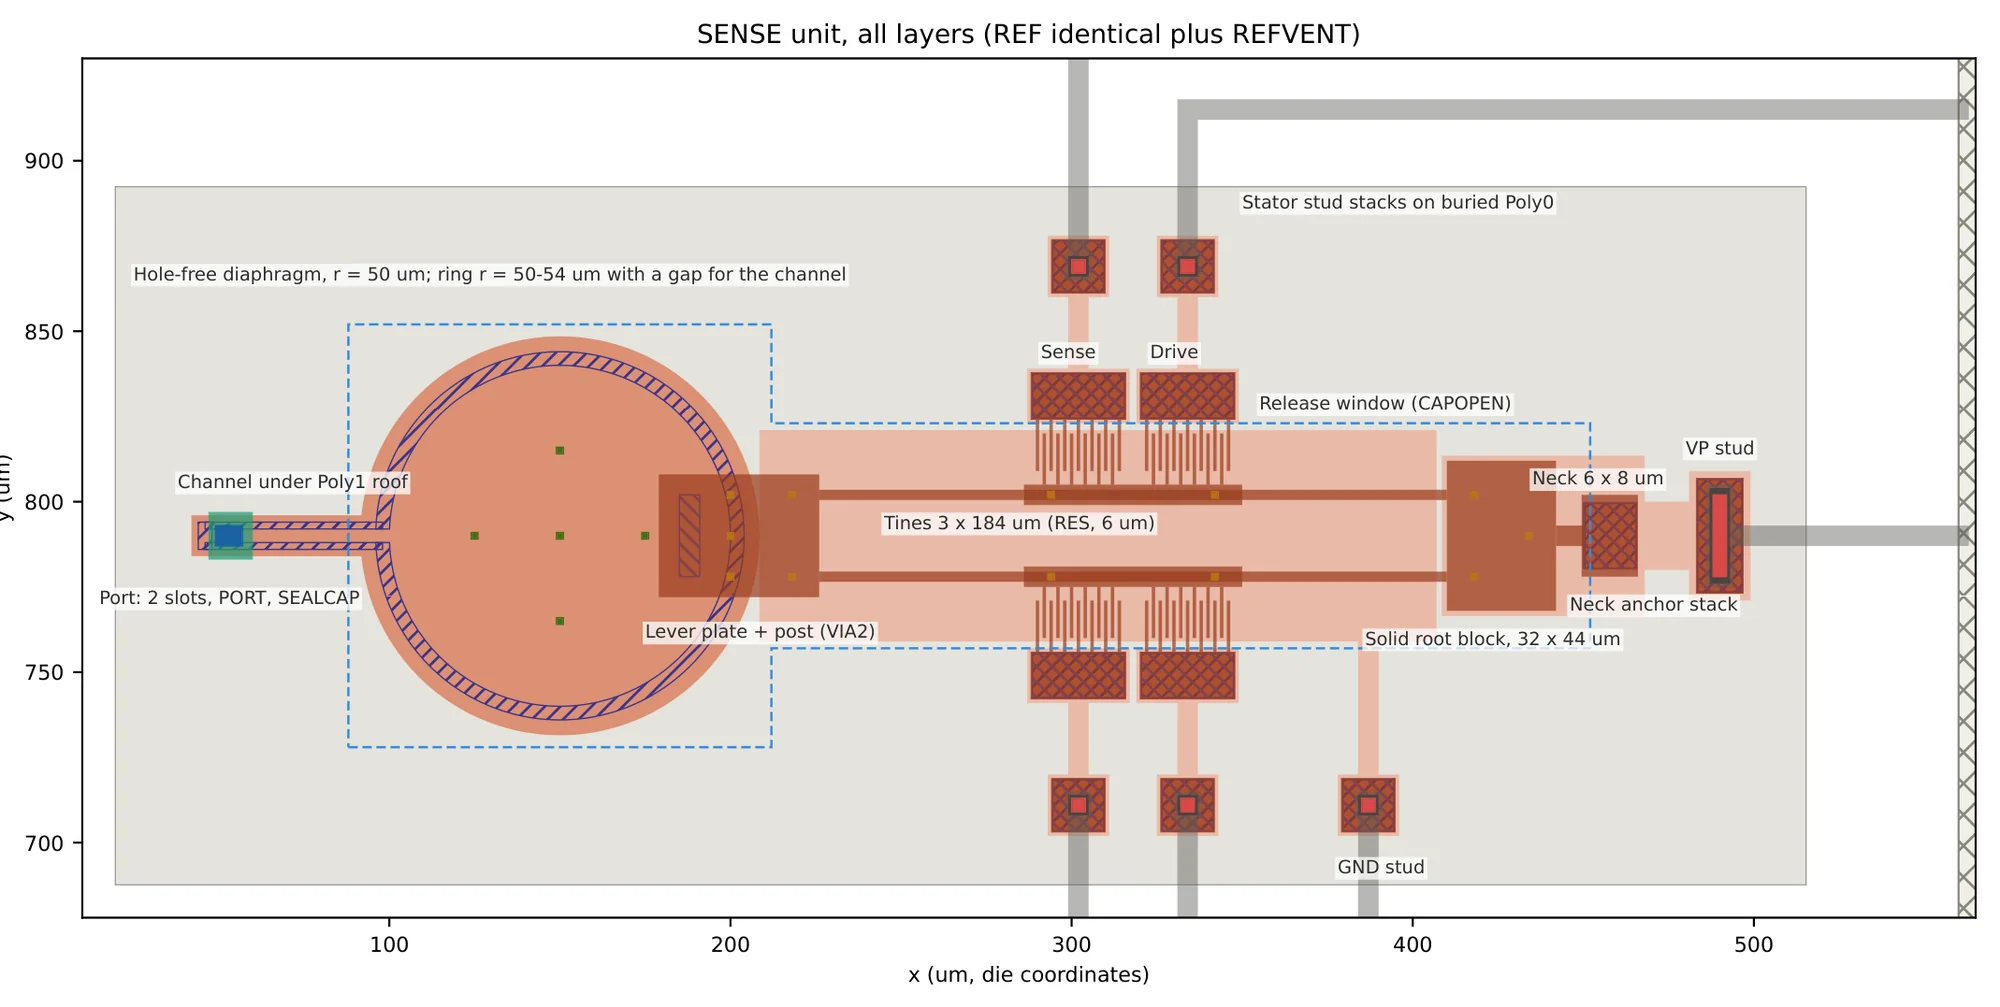 SENSE unit, all layers (REF identical plus REFVENT)
900
850
800
750
700
y (um)
Stator stud stacks on buried Poly0
Hole-free diaphragm, r = 50 um; ring r = 50-54 um with a gap for the channel
Sense
Drive
Release window (CAPOPEN)
VP stud
Channel under Poly1 roof
Neck 6 x 8 um
Tines 3 x 184 um (RES, 6 um)
Port: 2 slots, PORT, SEALCAP
Neck anchor stack
Lever plate + post (VIA2)
Solid root block, 32 x 44 um
GND stud
100
200
300
400
500
x (um, die coordinates)